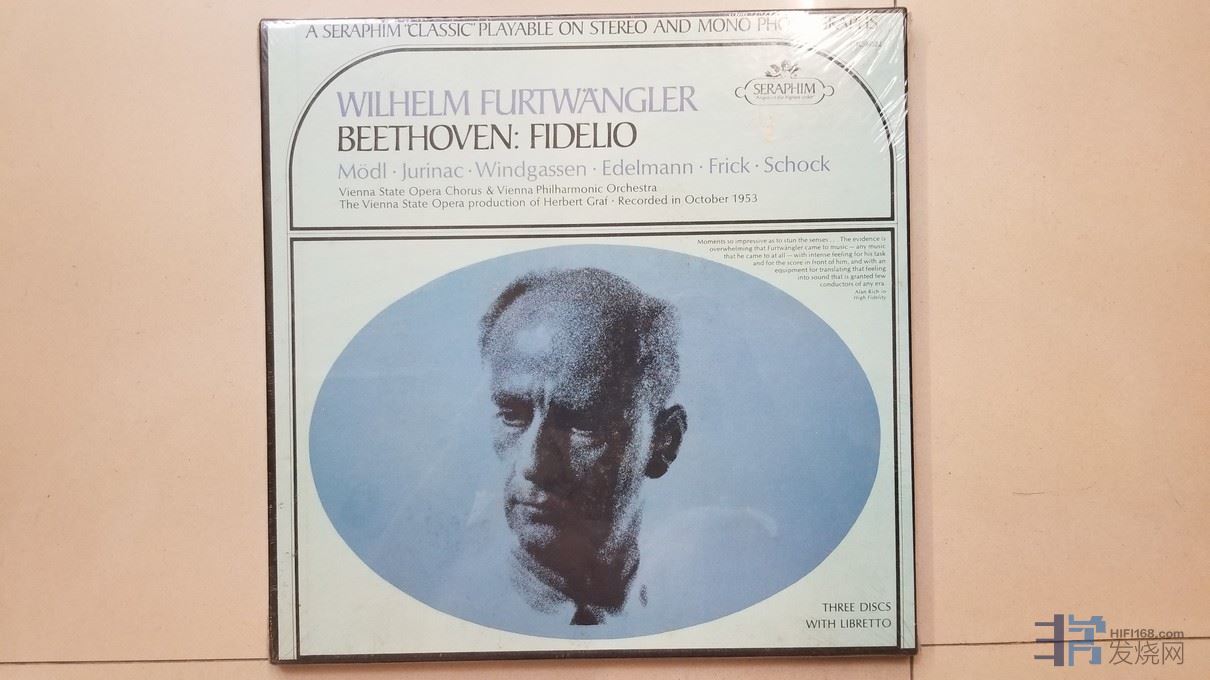 A SERAPHIM "CLASSIC" PLAYABLE ON STEREO AND MONO
SERAPHIM
WILHELM FURTWÄNGLER
BEETHOVEN: FIDELIO
Mödl · Jurinac · Windgassen · Edelmann · Frick · Schock
Vienna State Opera Chorus & Vienna Philharmonic Orchestra
The Vienna State Opera production of Herbert Graf · Recorded in October 1953
Moments so impressive as to stun the senses . . . The evidence is
overwhelming that Furtwängler came to music — any music
that he came to at all — with intense feeling for his task
and for the score in front of him, and with an
equipment for translating that feeling
into sound that is granted few
conductors of any era.
Alan Rich in
High Fidelity
THREE DISCS
WITH LIBRETTO
HIFI168.com
发烧网